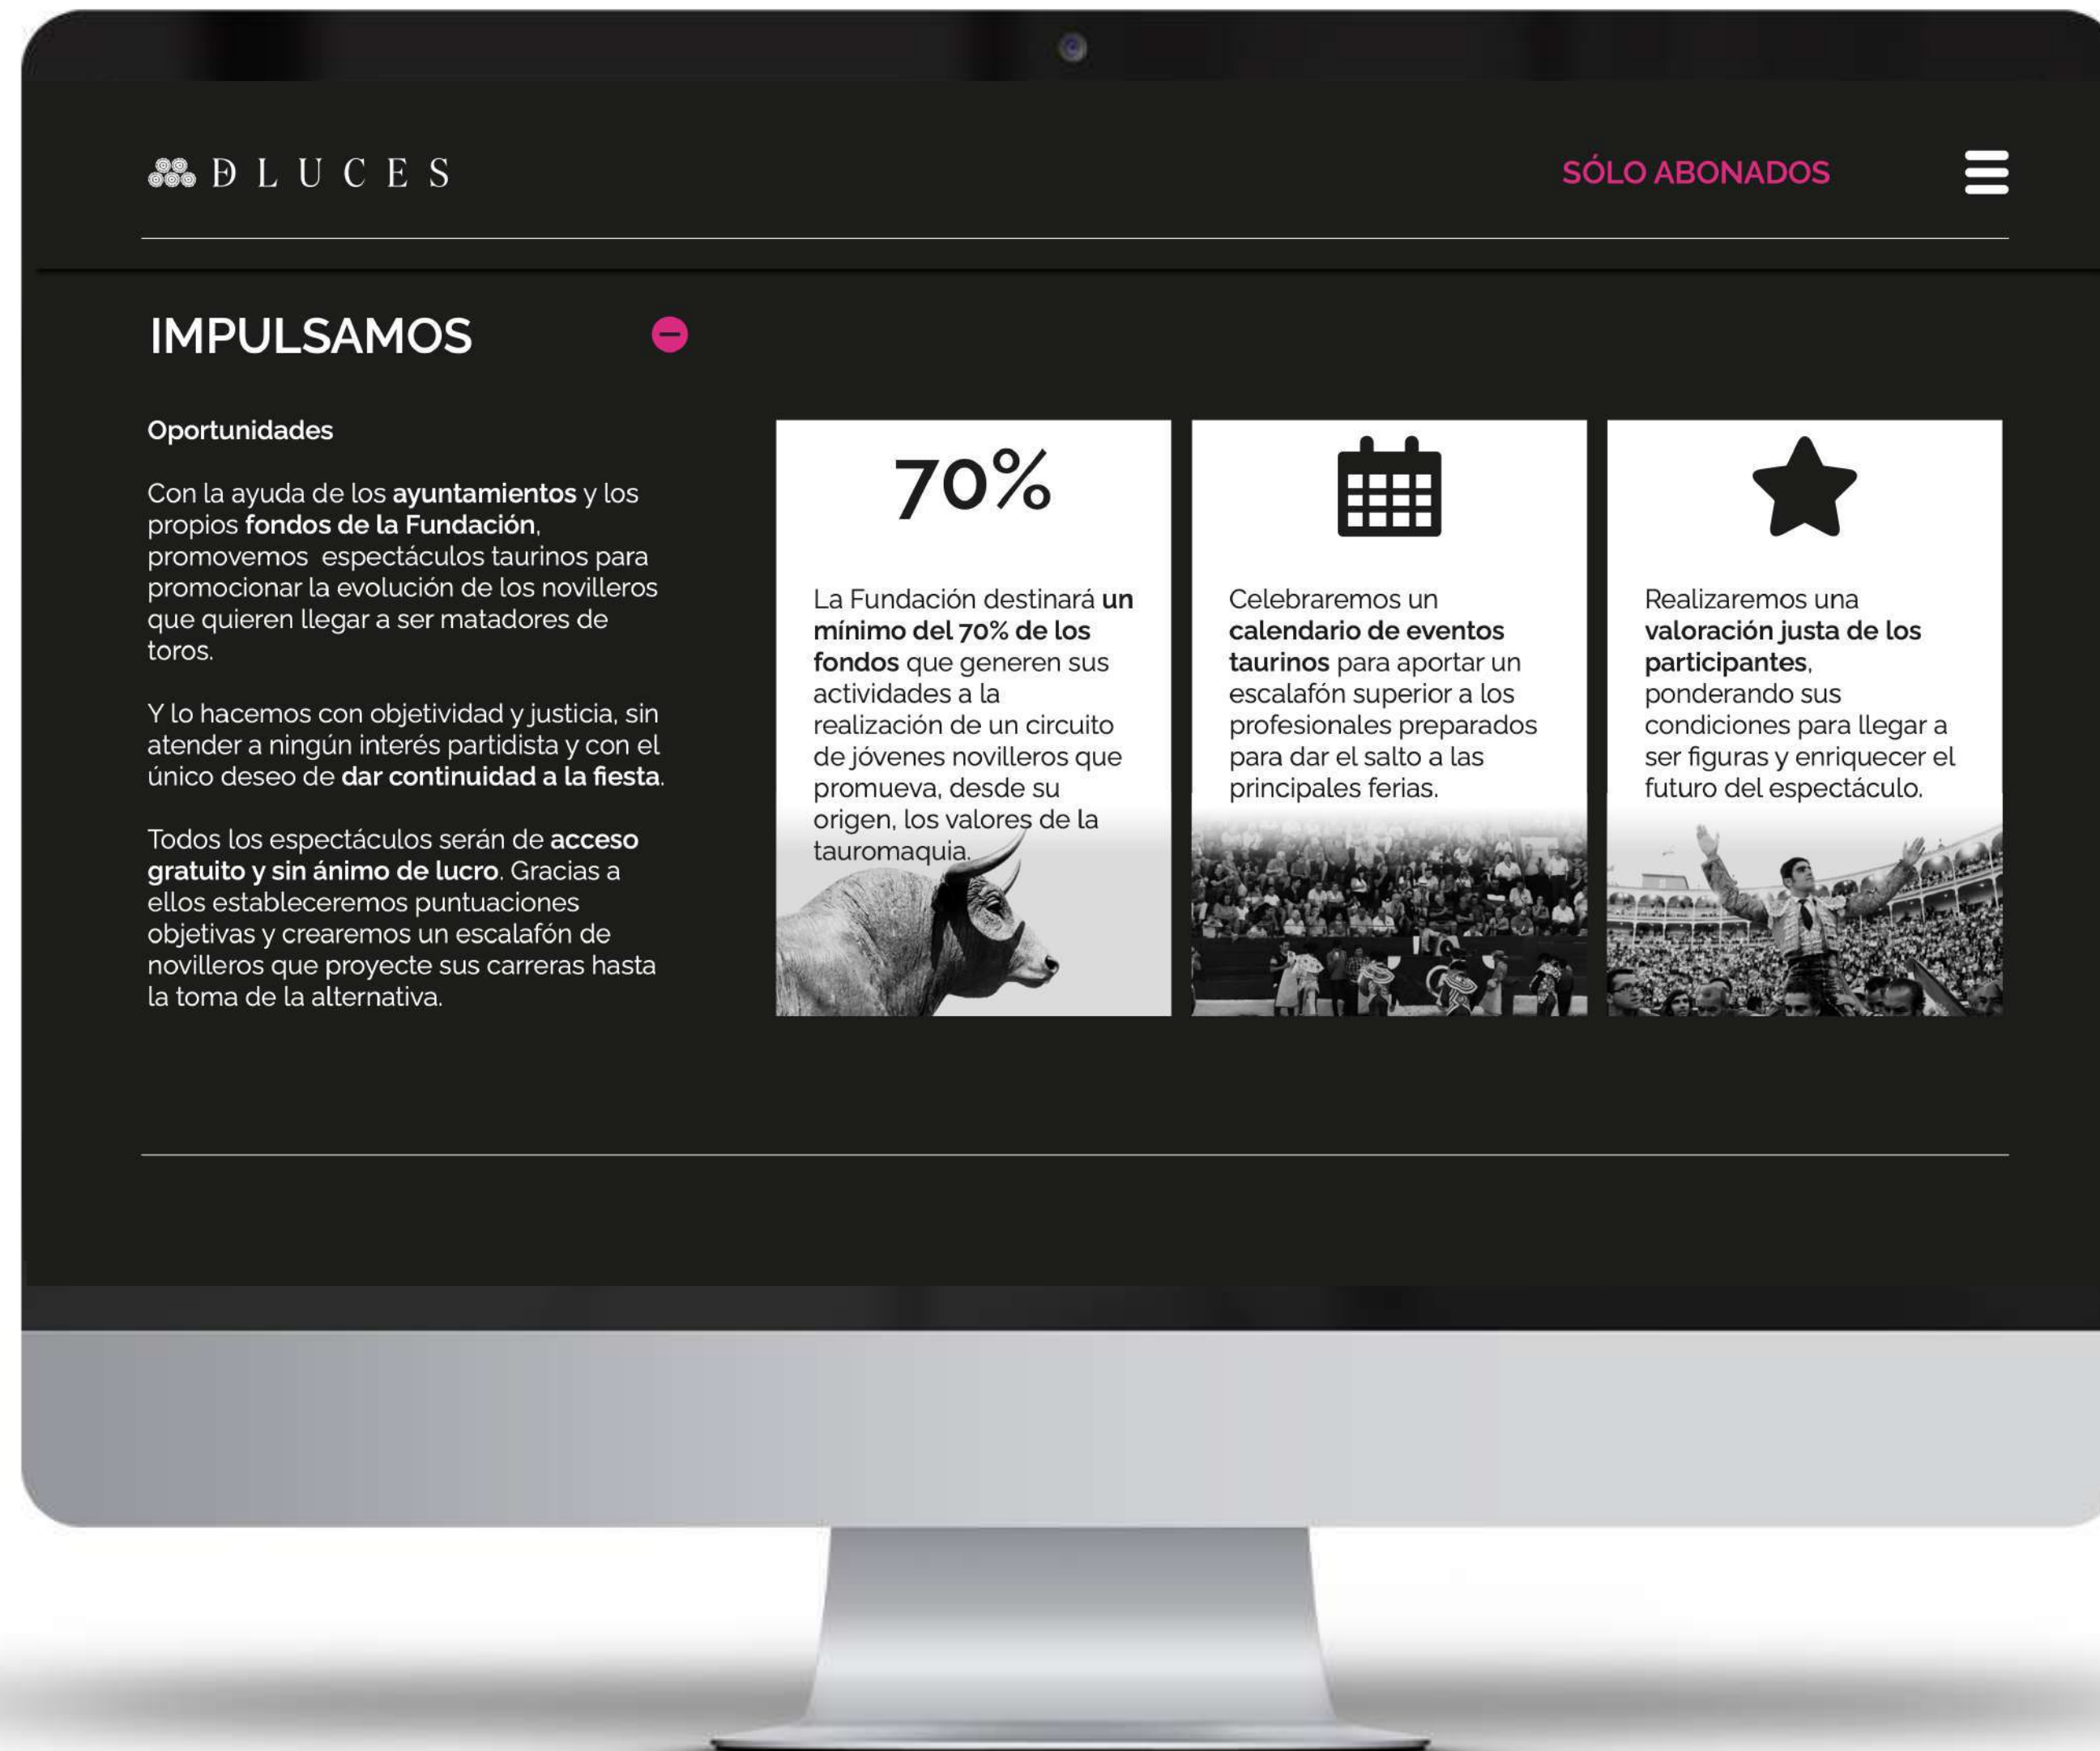 DLUCES
SÓLO ABONADOS
IMPULSAMOS
Oportunidades
Con la ayuda de los ayuntamientos y los
propios fondos de la Fundación,
promovemos espectáculos taurinos para
promocionar la evolución de los novilleros
que quieren llegar a ser matadores de
toros.
Y lo hacemos con objetividad y justicia, sin
atender a ningún interés partidista y con el
único deseo de dar continuidad a la fiesta.
Todos los espectáculos serán de acceso
gratuito y sin ánimo de lucro. Gracias a
ellos estableceremos puntuaciones
objetivas y crearemos un escalafón de
novilleros que proyecte sus carreras hasta
la toma de la alternativa.
70%
La Fundación destinará un
mínimo del 70% de los
fondos que generen sus
actividades a la
realización de un circuito
de jóvenes novilleros que
promueva, desde su
origen, los valores de la
tauromaquia.
Celebraremos un
calendario de eventos
taurinos para aportar un
escalafón superior a los
profesionales preparados
para dar el salto a las
principales ferias.
Realizaremos una
valoración justa de los
participantes,
ponderando sus
condiciones para llegar a
ser figuras y enriquecer el
futuro del espectáculo.